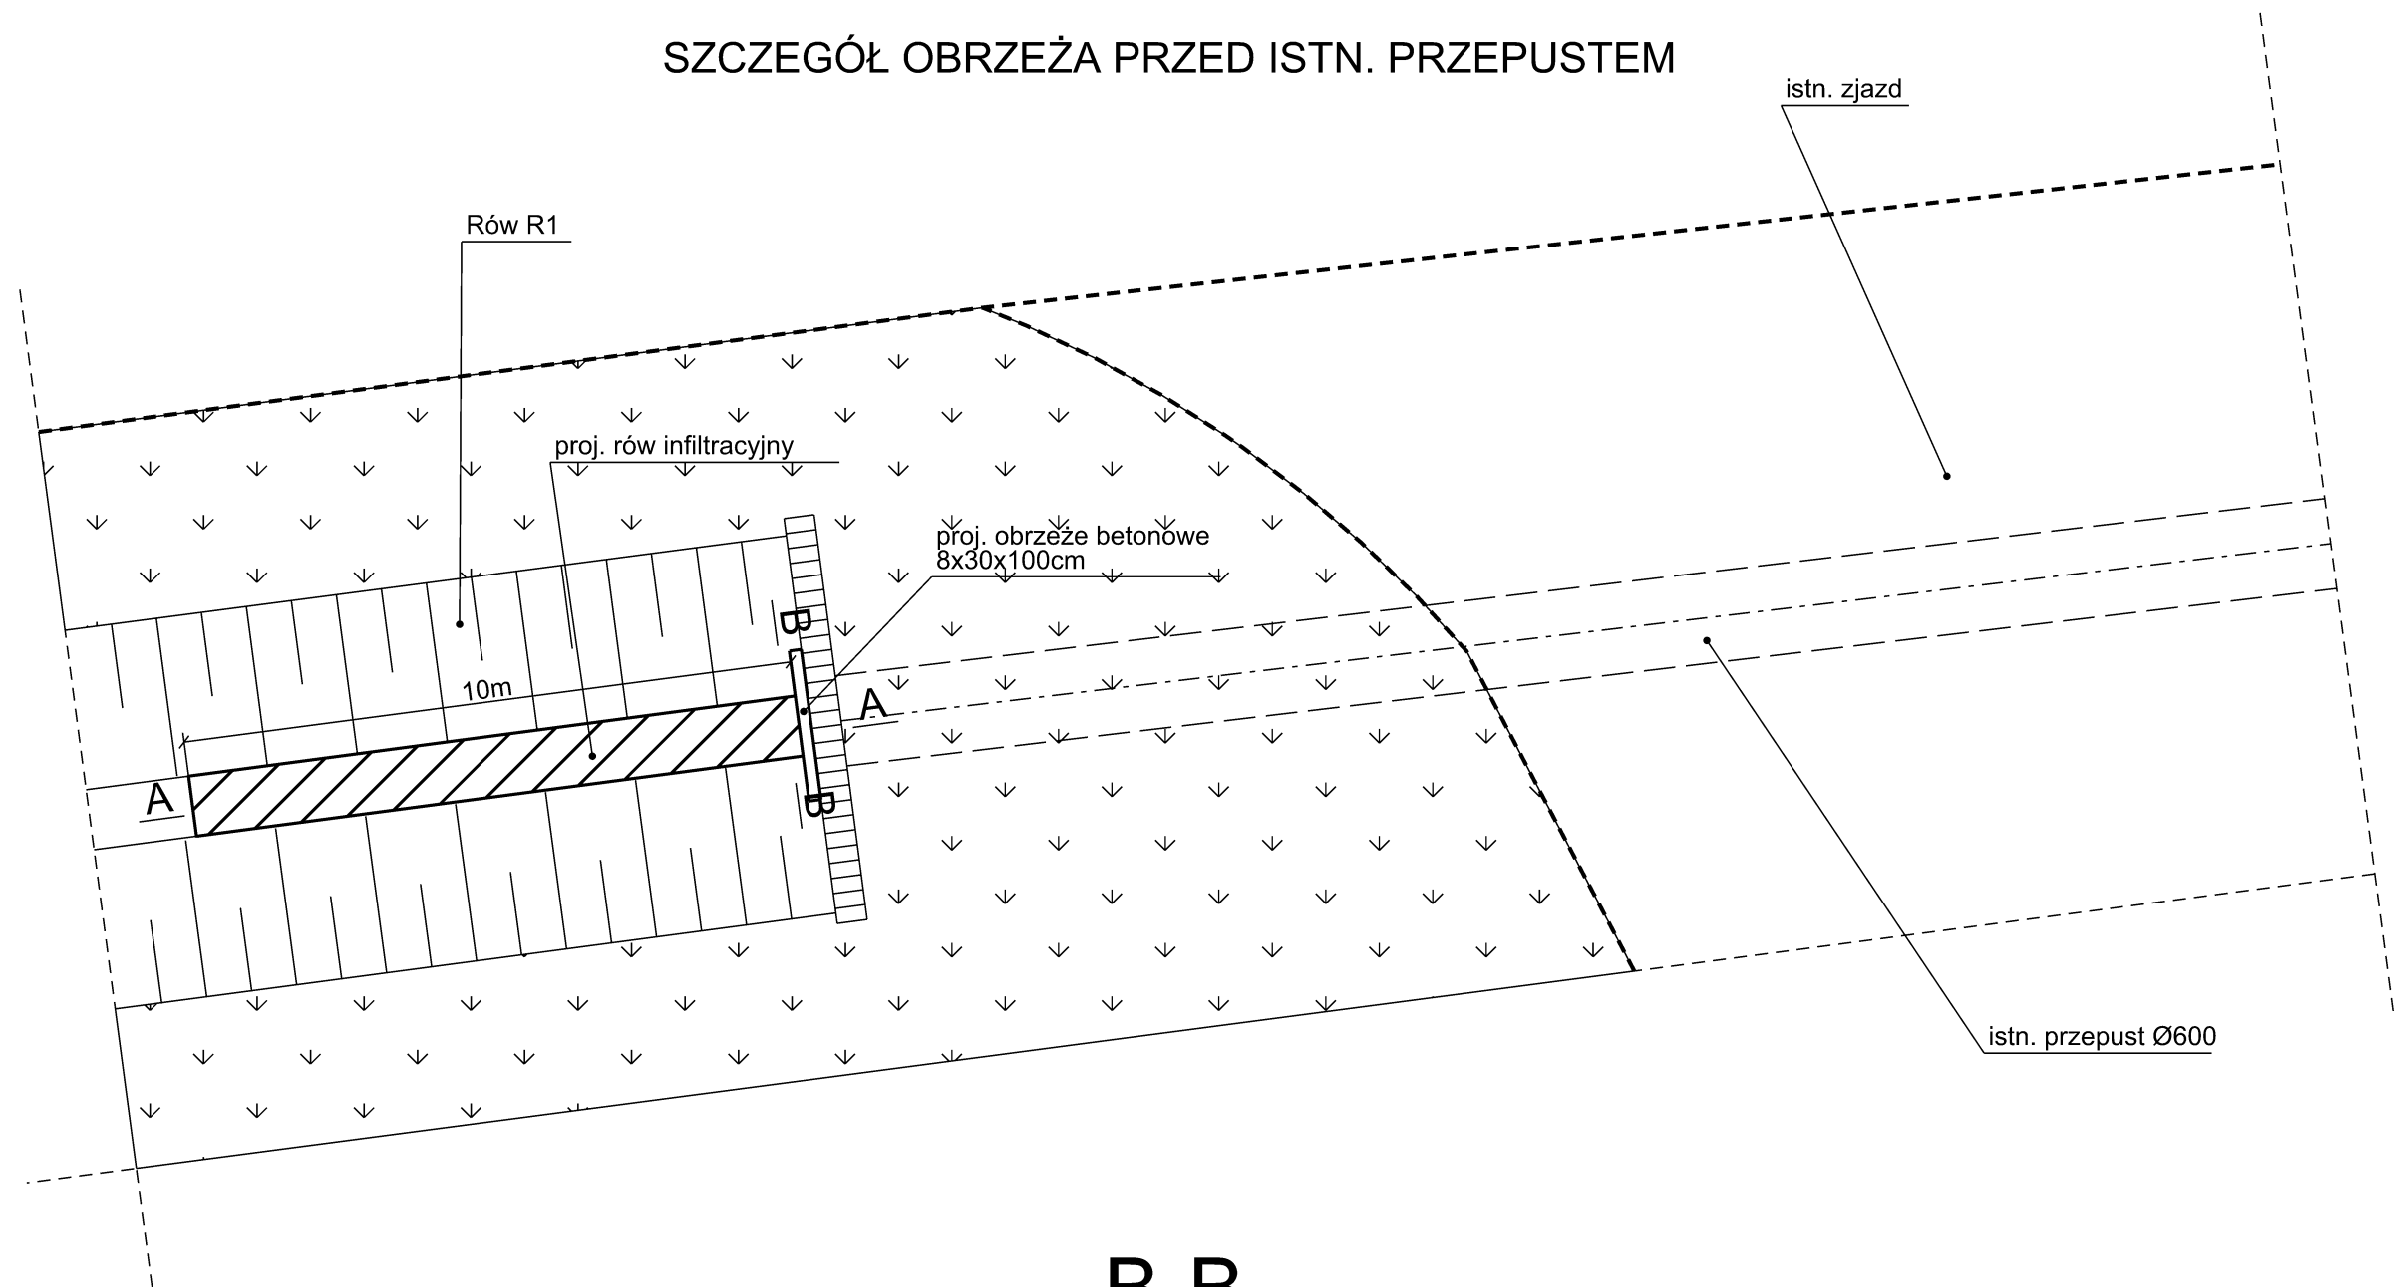 SZCZEGÓŁ OBRZEŻA PRZED ISTN. PRZEPUSTEM
istn. zjazd
Rów R1
proj. rów infiltracyjny
proj. obrzeże betonowe
8x30x100cm
B
10m
A
A
B
istn. przepust Ø600
B-B